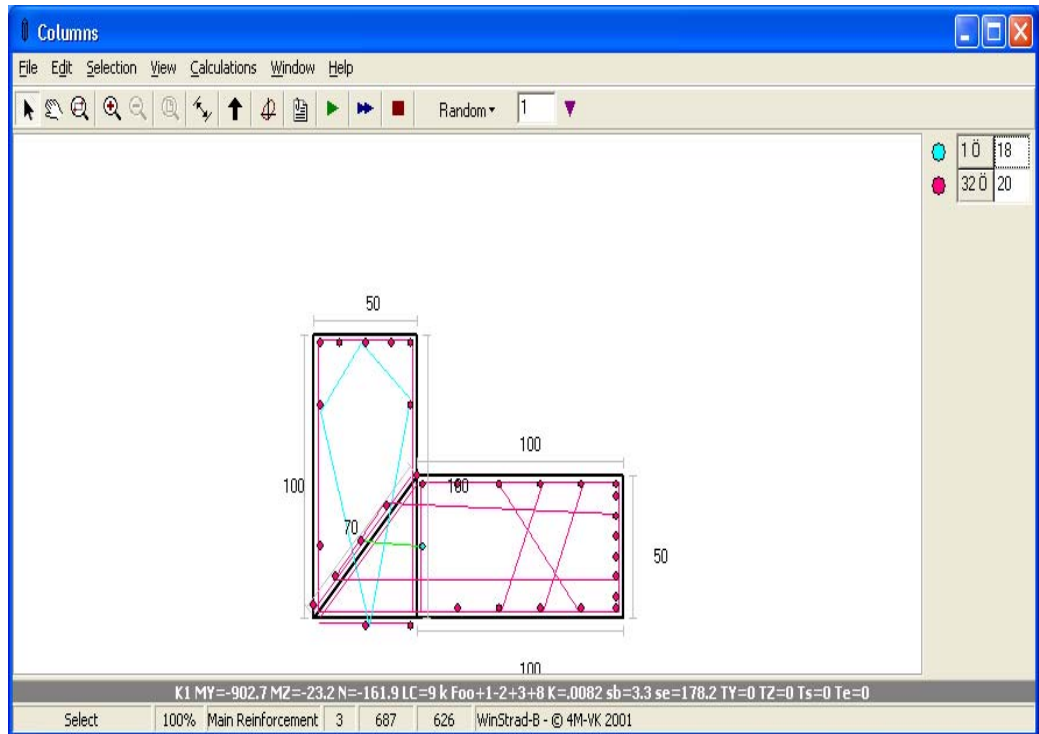 Columns
File Edit Selection View Calculations Window Help
Random 1
1 Ö 18
32 Ö 20
50
100
100
100
70
50
100
K1 MY=-902.7 MZ=-23.2 N=-161.9 LC=9 k Foo+1-2+3+8 K=.0082 sb=3.3 se=178.2 TY=0 TZ=0 Ts=0 Te=0
Select 100% Main Reinforcement 3 687 626 WinStrad-B - © 4M-VK 2001